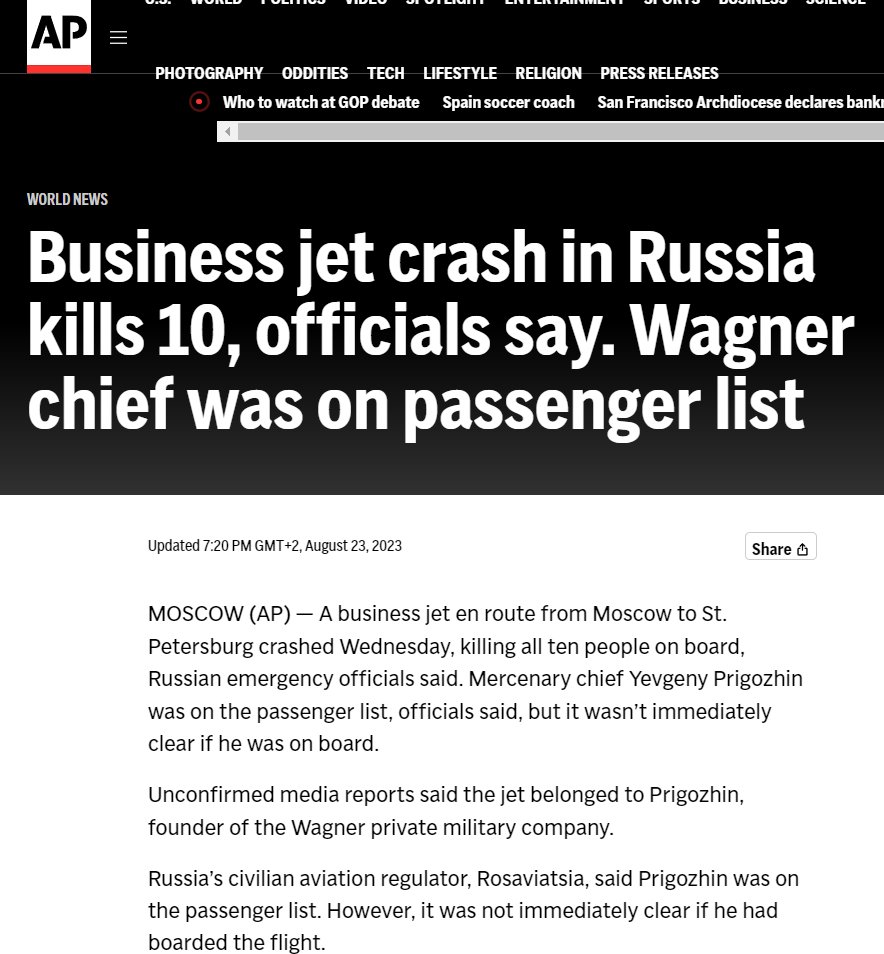 U.S. WORLD POLITICS VIDEO SPOTLIGHT ENTERTAINMENT SPORTS BUSINESS SCIENCE
AP
PHOTOGRAPHY ODDITIES TECH LIFESTYLE RELIGION PRESS RELEASES
Who to watch at GOP debate Spain soccer coach San Francisco Archdiocese declares bankr
WORLD NEWS
Business jet crash in Russia
kills 10, officials say. Wagner
chief was on passenger list
Updated 7:20 PM GMT+2, August 23, 2023
Share
MOSCOW (AP) — A business jet en route from Moscow to St.
Petersburg crashed Wednesday, killing all ten people on board,
Russian emergency officials said. Mercenary chief Yevgeny Prigozhin
was on the passenger list, officials said, but it wasn’t immediately
clear if he was on board.
Unconfirmed media reports said the jet belonged to Prigozhin,
founder of the Wagner private military company.
Russia’s civilian aviation regulator, Rosaviatsia, said Prigozhin was on
the passenger list. However, it was not immediately clear if he had
boarded the flight.